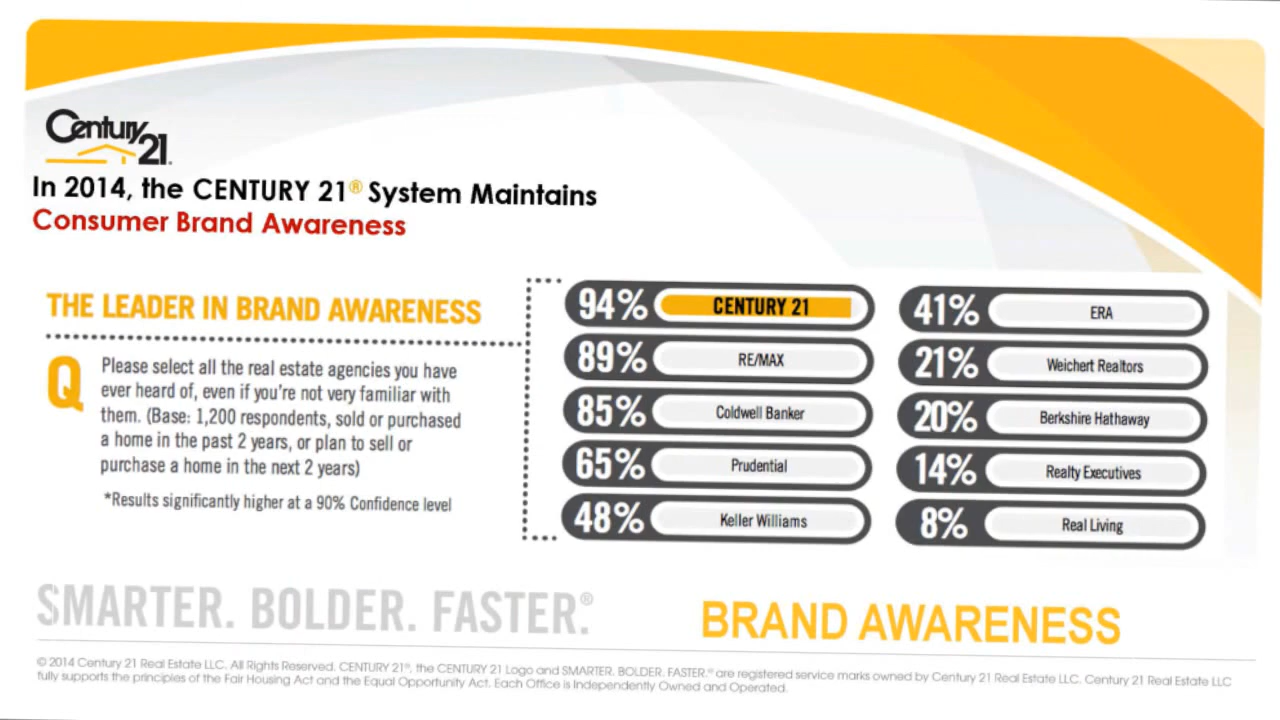 Century 21.
In 2014, the CENTURY 21® System Maintains
Consumer Brand Awareness
THE LEADER IN BRAND AWARENESS
Q
Please select all the real estate agencies you have
ever heard of, even if you're not very familiar with
them. (Base: 1,200 respondents, sold or purchased
a home in the past 2 years, or plan to sell or
purchase a home in the next 2 years)
*Results significantly higher at a 90% Confidence level
94% CENTURY 21
89% RE/MAX
85% Coldwell Banker
65% Prudential
48% Keller Williams
41% ERA
21% Weichert Realtors
20% Berkshire Hathaway
14% Realty Executives
8% Real Living
SMARTER. BOLDER. FASTER.®
BRAND AWARENESS
© 2014 Century 21 Real Estate LLC. All Rights Reserved. CENTURY 21®, the CENTURY 21 Logo and SMARTER. BOLDER. FASTER.® are registered service marks owned by Century 21 Real Estate LLC. Century 21 Real Estate LLC
fully supports the principles of the Fair Housing Act and the Equal Opportunity Act. Each Office is Independently Owned and Operated.